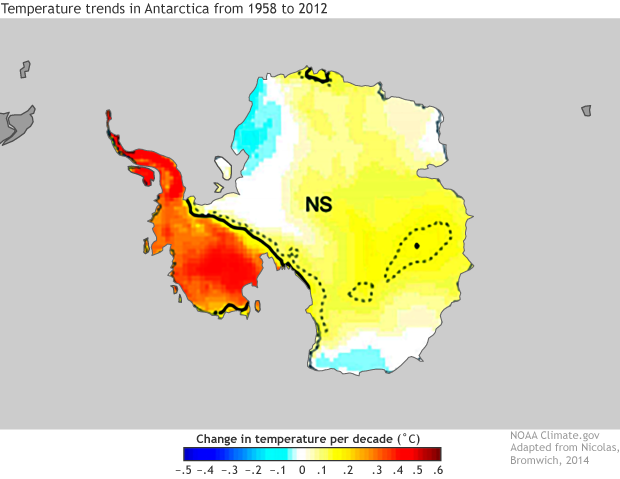 Temperature trends in Antarctica from 1958 to 2012
NS
Change in temperature per decade (˚C)
-.5 -.4 -.3 -.2 -.1 0 .1 .2 .3 .4 .5 .6
NOAA Climate.gov
Adapted from Nicolas,
Bromwich, 2014